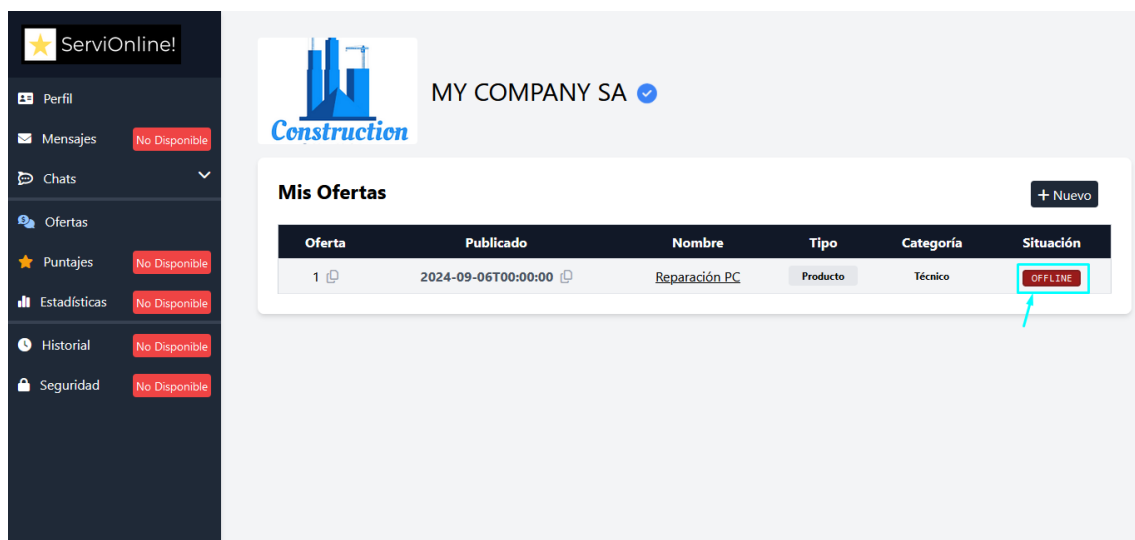 ServiOnline!
Perfil
Mensajes No Disponible
Chats
Ofertas
Puntajes No Disponible
Estadísticas No Disponible
Historial No Disponible
Seguridad No Disponible
Construction
MY COMPANY SA
Mis Ofertas
+ Nuevo
Oferta Publicado Nombre Tipo Categoría Situación
1 2024-09-06T00:00:00 Reparación PC Producto Técnico OFFLINE